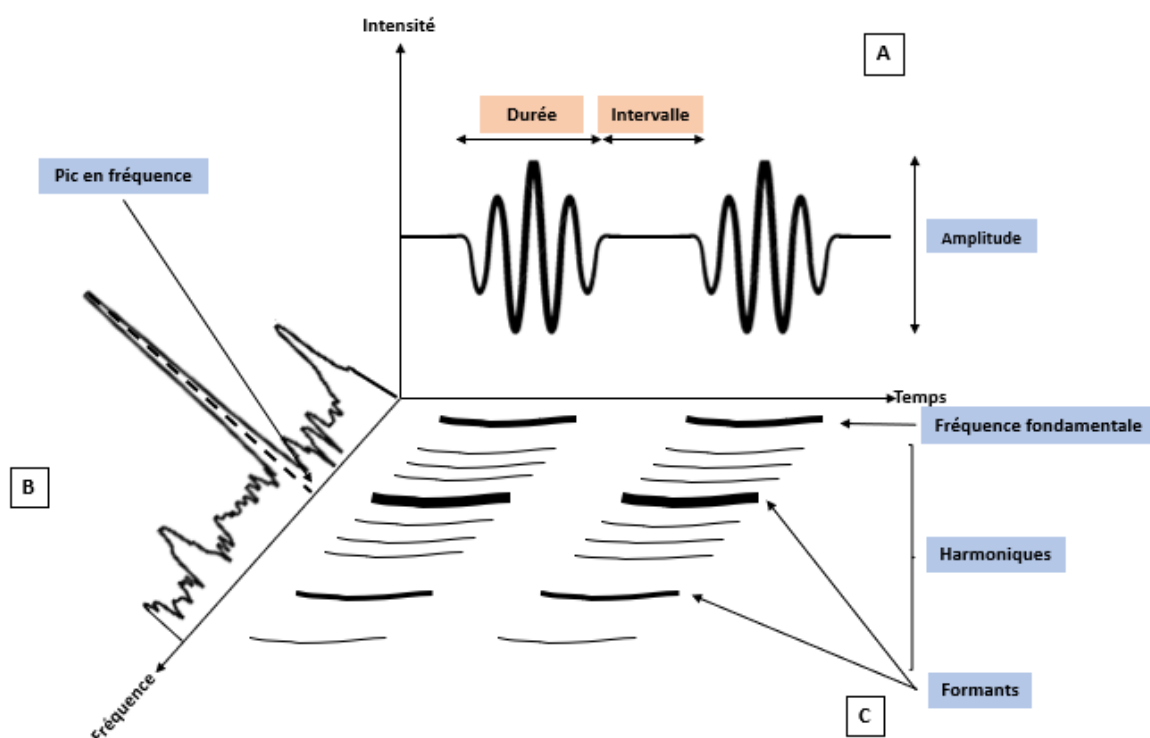 Intensité
A
Durée
Intervalle
Pic en fréquence
Amplitude
Temps
Fréquence fondamentale
B
Harmoniques
Fréquence
Formants
C